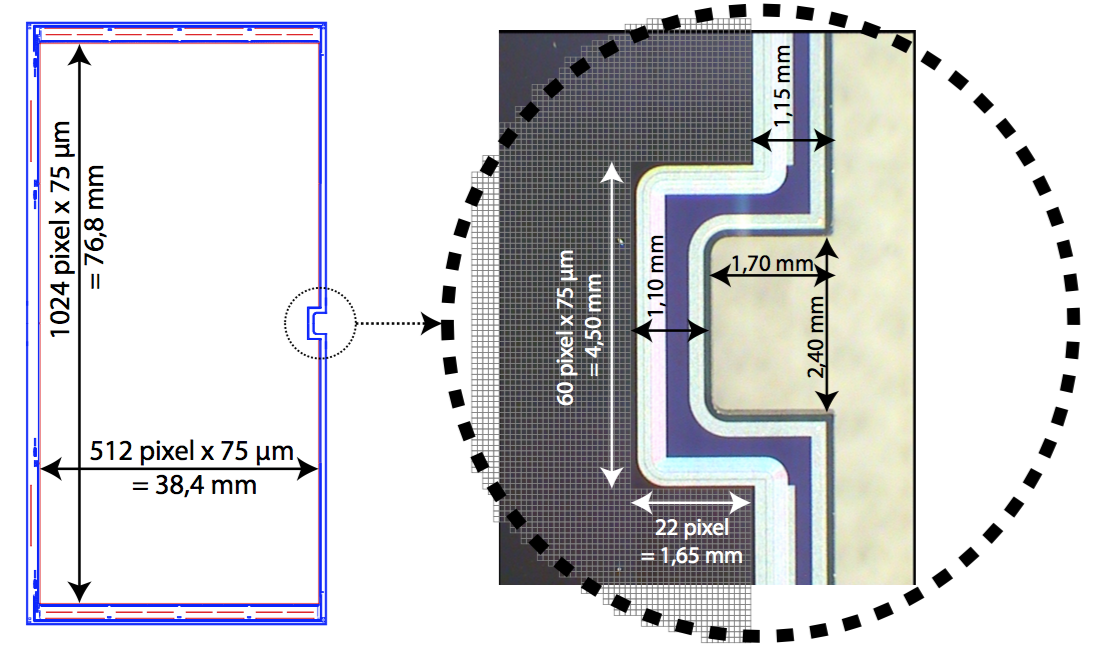 1024 pixel x 75 µm
= 76,8 mm
512 pixel x 75 µm
= 38,4 mm
1,15 mm
60 pixel x 75 µm
= 4,50 mm
1,10 mm
1,70 mm
2,40 mm
22 pixel
= 1,65 mm